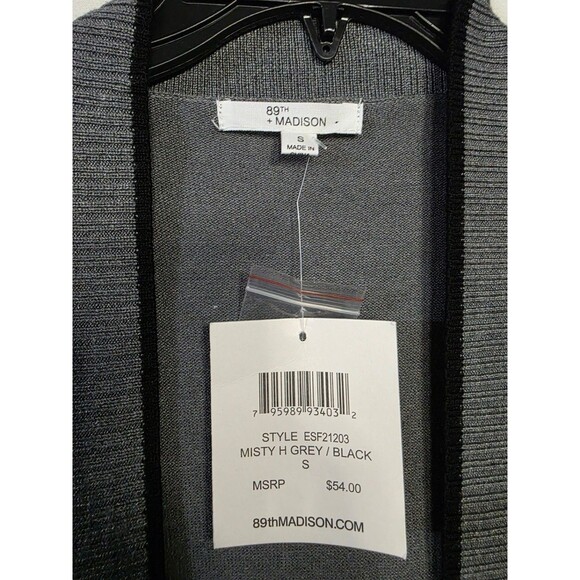 89TH
+ MADISON
S
MADE IN
7 95989 93403 2
STYLE ESF21203
MISTY H GREY / BLACK
S
MSRP $54.00
89thMADISON.COM